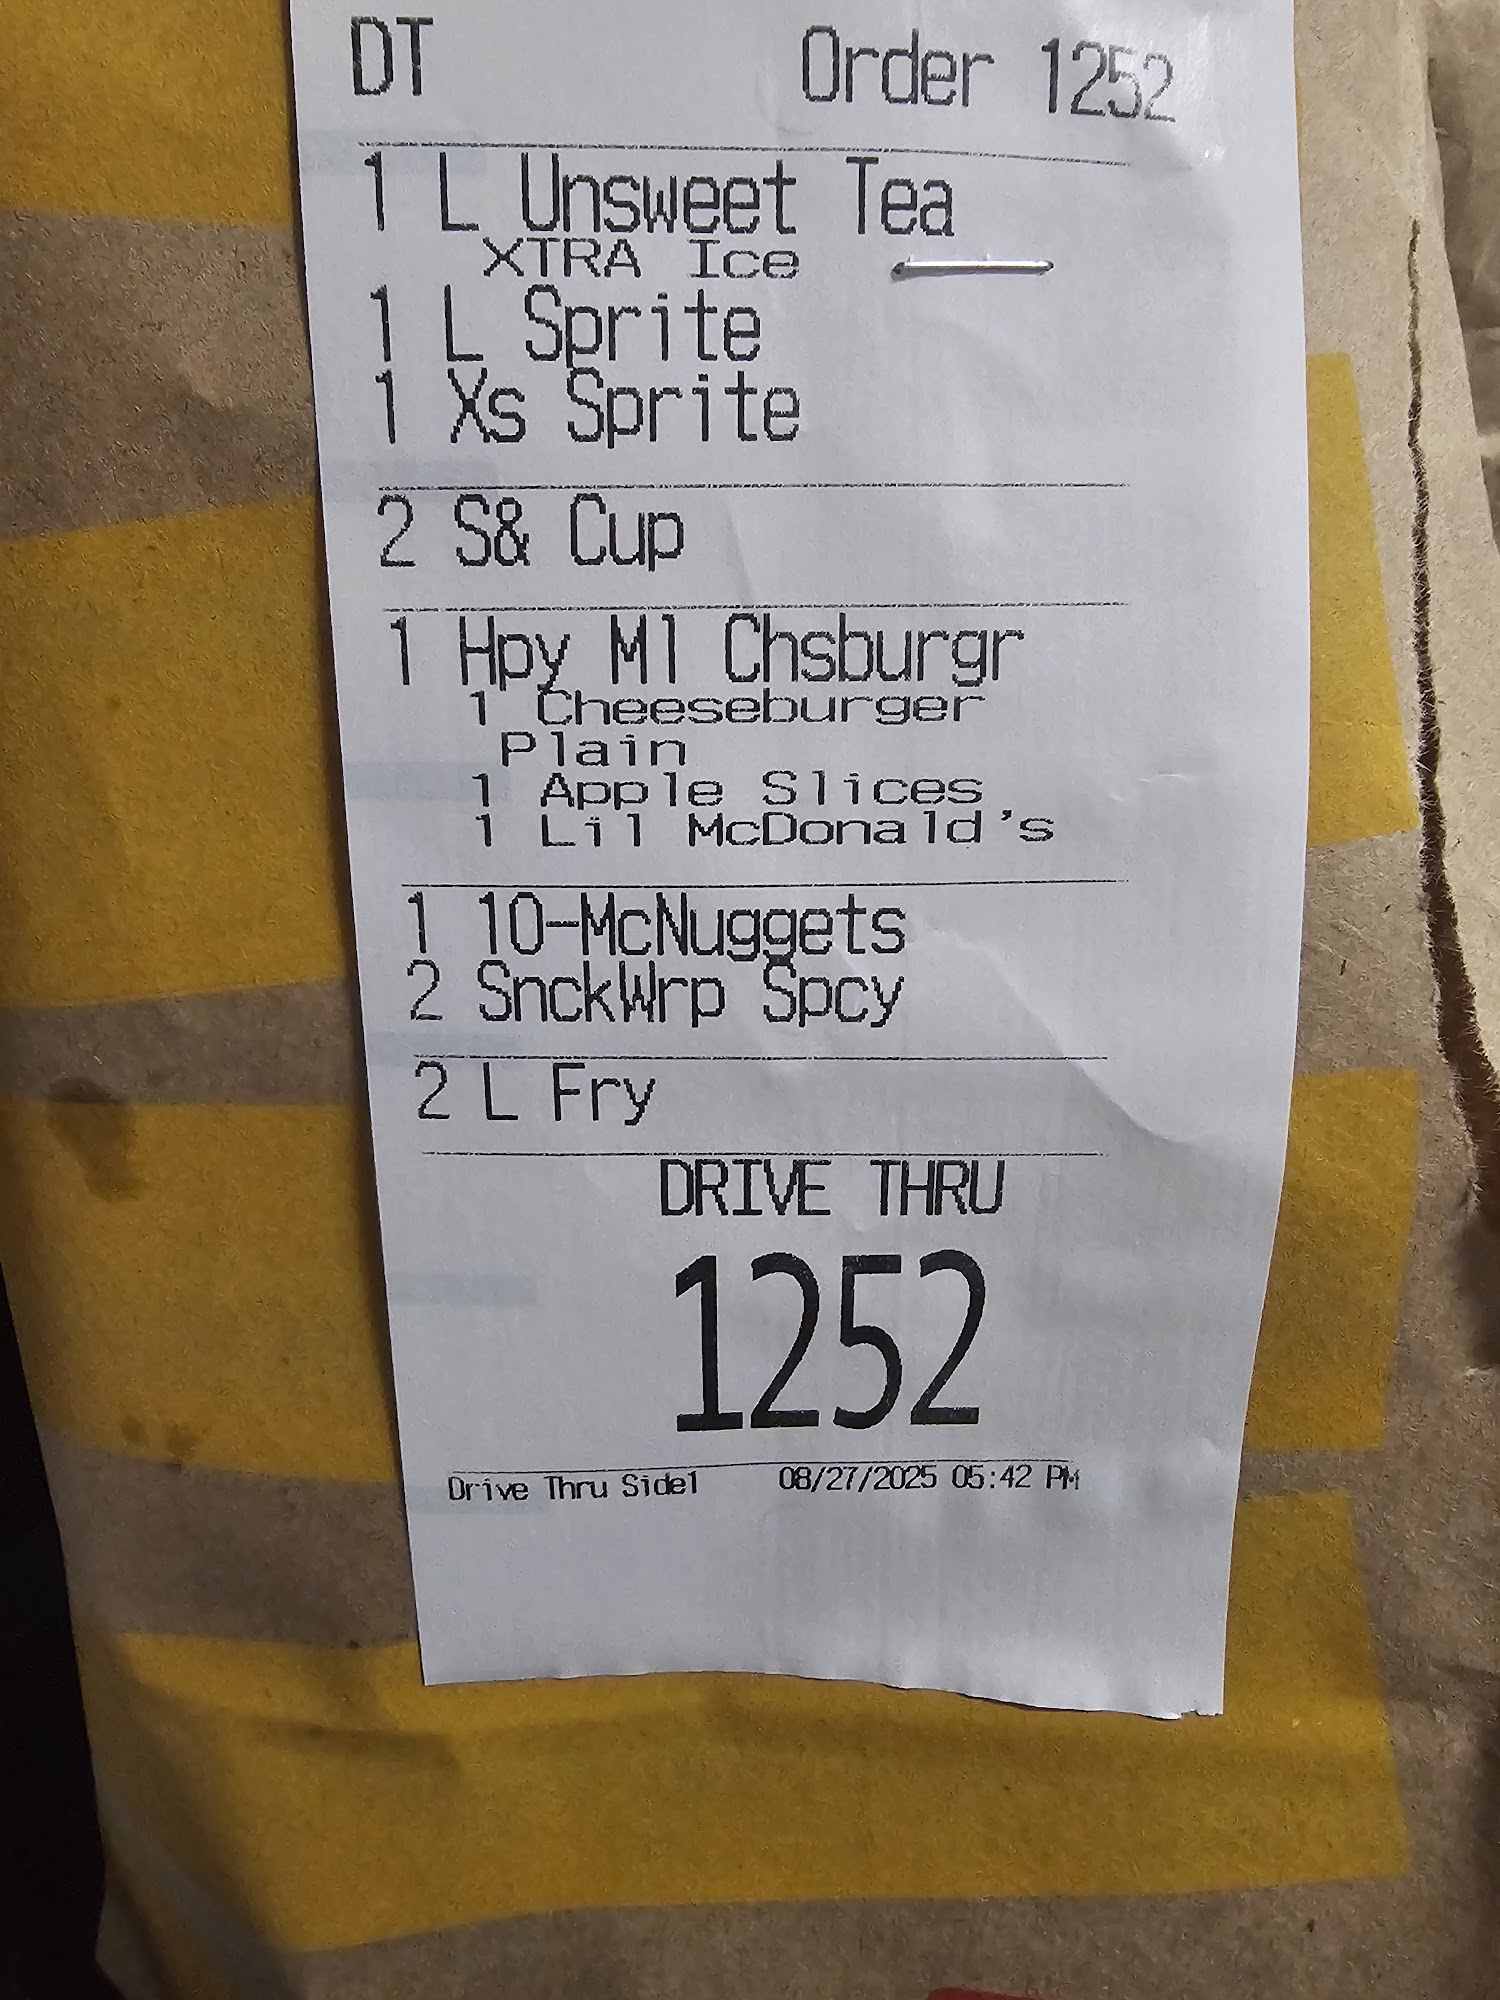 DT Order 1252
1 L Unsweet Tea
XTRA Ice
1 L Sprite
1 Xs Sprite
2 S& Cup
1 Hpy Ml Chsburgr
1 Cheeseburger
Plain
1 Apple Slices
1 Lil McDonald's
1 10-McNuggets
2 SnckWrp Spcy
2 L Fry
DRIVE THRU
1252
Drive Thru Side1 08/27/2025 05:42 PM